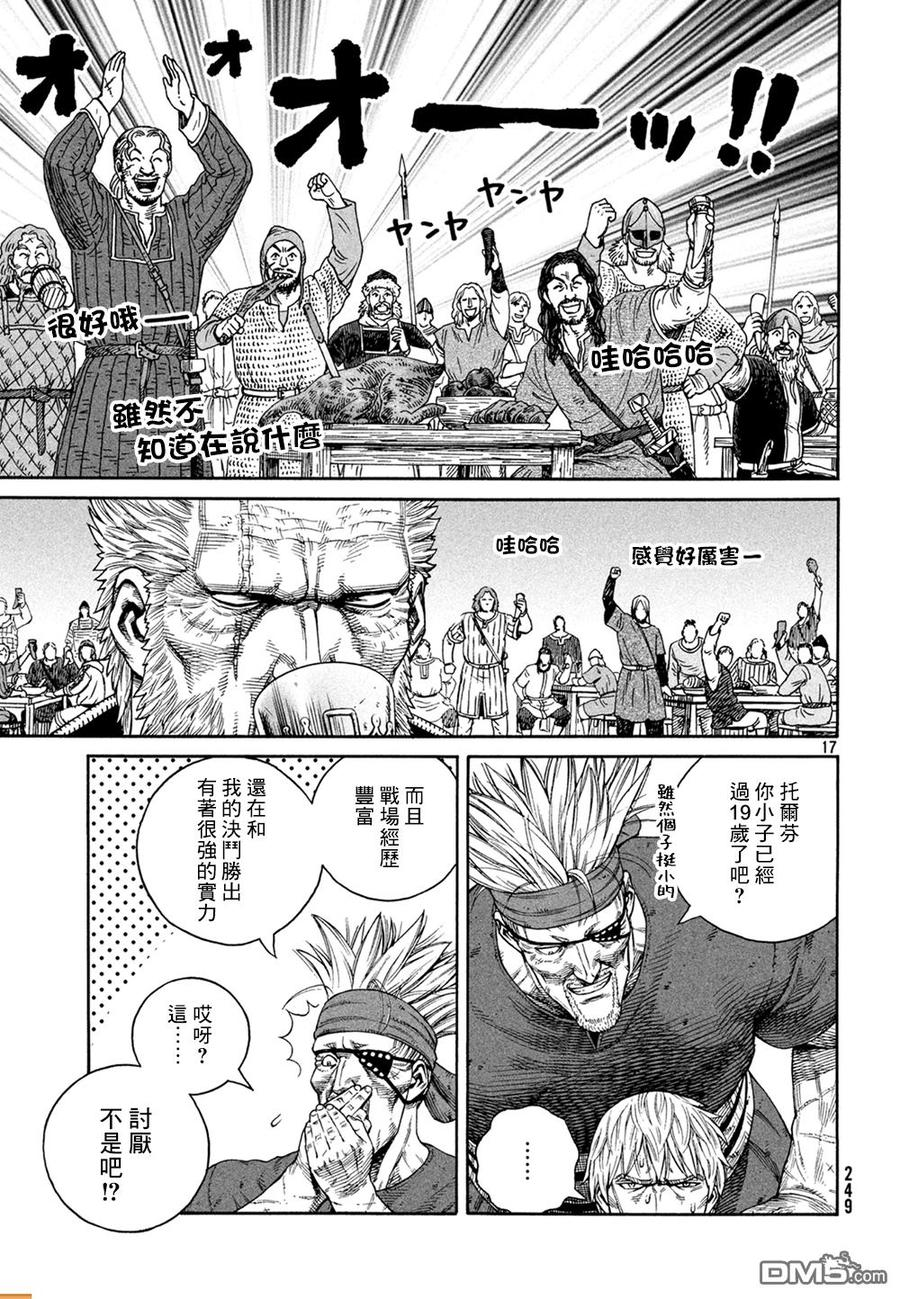 オ
オ
オーッ!!
ヤンヤ
ヤンヤ
很好哦一
哇哈哈哈
雖然不
知道在說什麼
哇哈哈
感覺好厲害一
17
托爾芬
你小子已經
過19歲了吧?
雖然個子挺小的
…
而且
戰場經歷
豐富
還在和
我的決鬥勝出
有著很強的實力
哎呀?
這……
討厭
不是吧!?
249
DM5.com